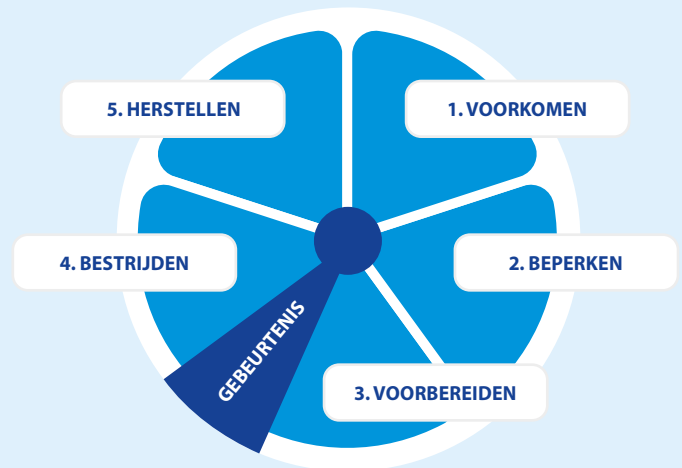 1. VOORKOMEN
2. BEPERKEN
3. VOORBEREIDEN
GEBEURTENIS
4. BESTRIJDEN
5. HERSTELLEN